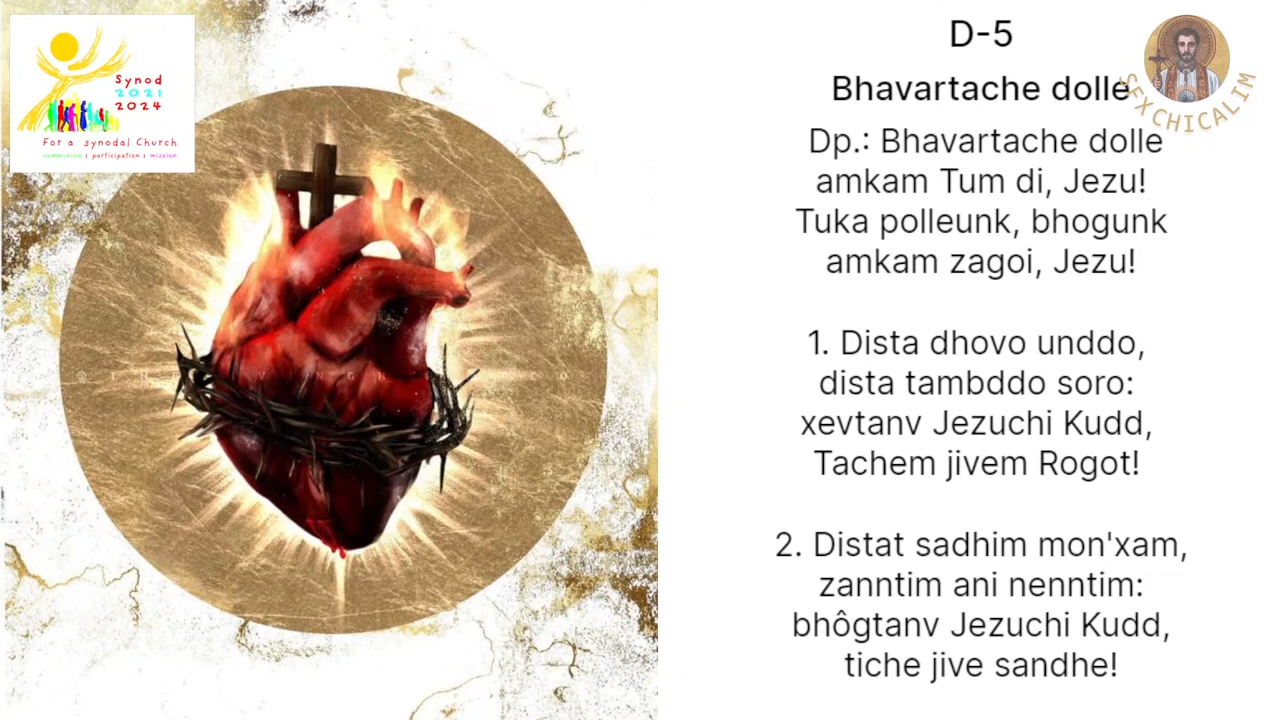 Synod
2021
2024
For a synodal Church
communion | participation | mission
D-5
Bhavartache dolle
SFXCHICALIM
Dp.: Bhavartache dolle
amkam Tum di, Jezu!
Tuka polleunk, bhogunk
amkam zagoi, Jezu!
1. Dista dhovo unddo,
dista tambddo soro:
xevtanv Jezuchi Kudd,
Tachem jivem Rogot!
2. Distat sadhim mon'xam,
zanntim ani nenntim:
bhôgtanv Jezuchi Kudd,
tiche jive sandhe!